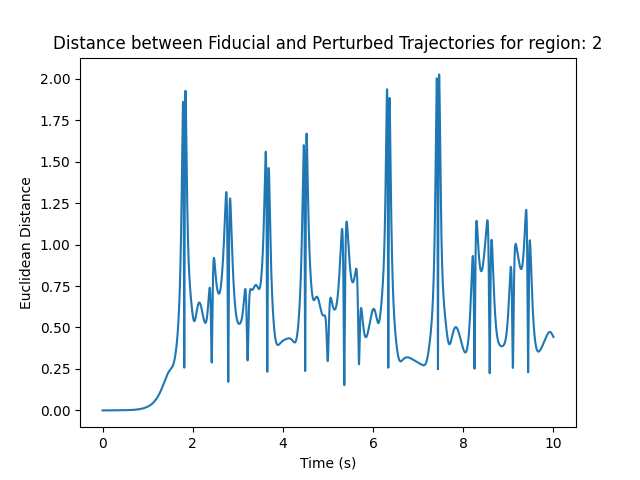 Distance between Fiducial and Perturbed Trajectories for region: 2
2.00
1.75
1.50
1.25
1.00
0.75
0.50
0.25
0.00
Euclidean Distance
0 2 4 6 8 10
Time (s)